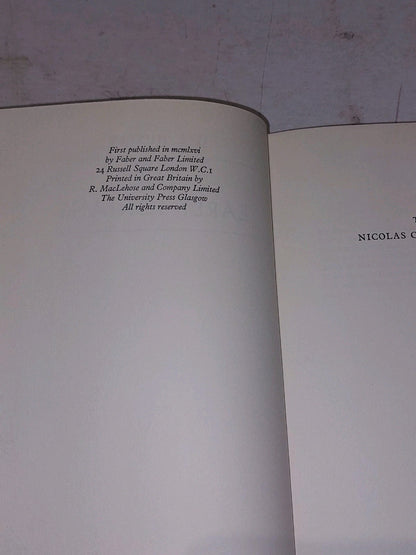 First published in mcmlxvi
by Faber and Faber Limited
24 Russell Square London W.C.1
Printed in Great Britain by
R. MacLehose and Company Limited
The University Press Glasgow
All rights reserved
NICOLAS